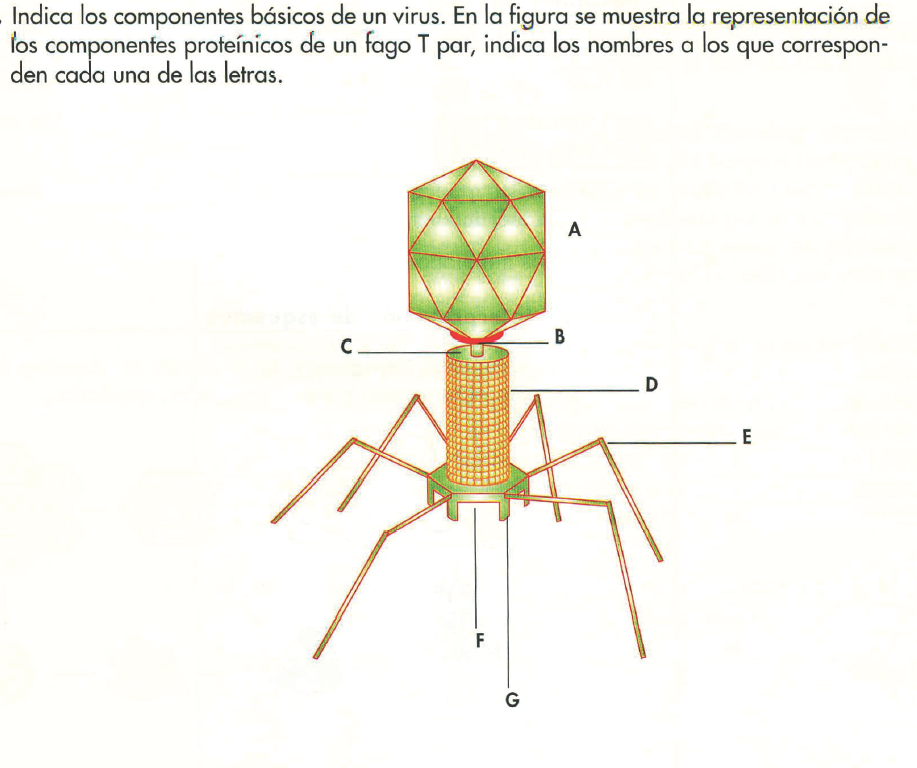 . Indica los componentes básicos de un virus. En la figura se muestra la representación de
los componentes proteínicos de un fago T par, indica los nombres a los que correspon-
den cada una de las letras.
A
B
C
D
E
F
G